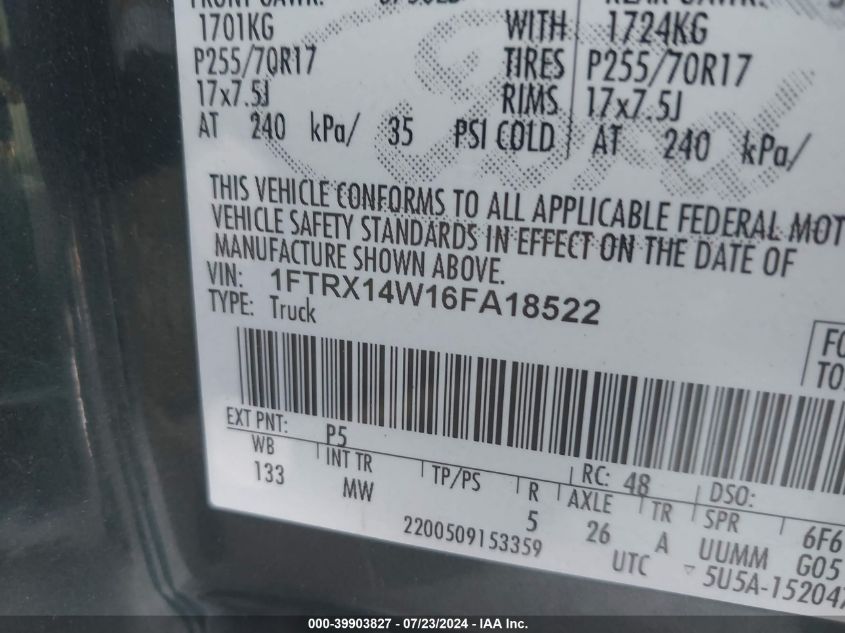 1701KG WITH 1724KG
P255/70R17 TIRES P255/70R17
17x7.5J RIMS 17x7.5J
AT 240 kPa/ 35 PSI COLD AT 240 kPa/
THIS VEHICLE CONFORMS TO ALL APPLICABLE FEDERAL MOT
VEHICLE SAFETY STANDARDS IN EFFECT ON THE DATE OF
MANUFACTURE SHOWN ABOVE.
VIN: 1FTRX14W16FA18522
TYPE: Truck
FO
TO
EXT PNT: P5 RC: 48 DSO:
WB INT TR TP/PS R AXLE TR SPR 6F6
133 MW 5 26 A UUMM G05
2200509153359 UTC 5U5A-152047
000-39903827 / 07/23/2024 - IAA Inc.